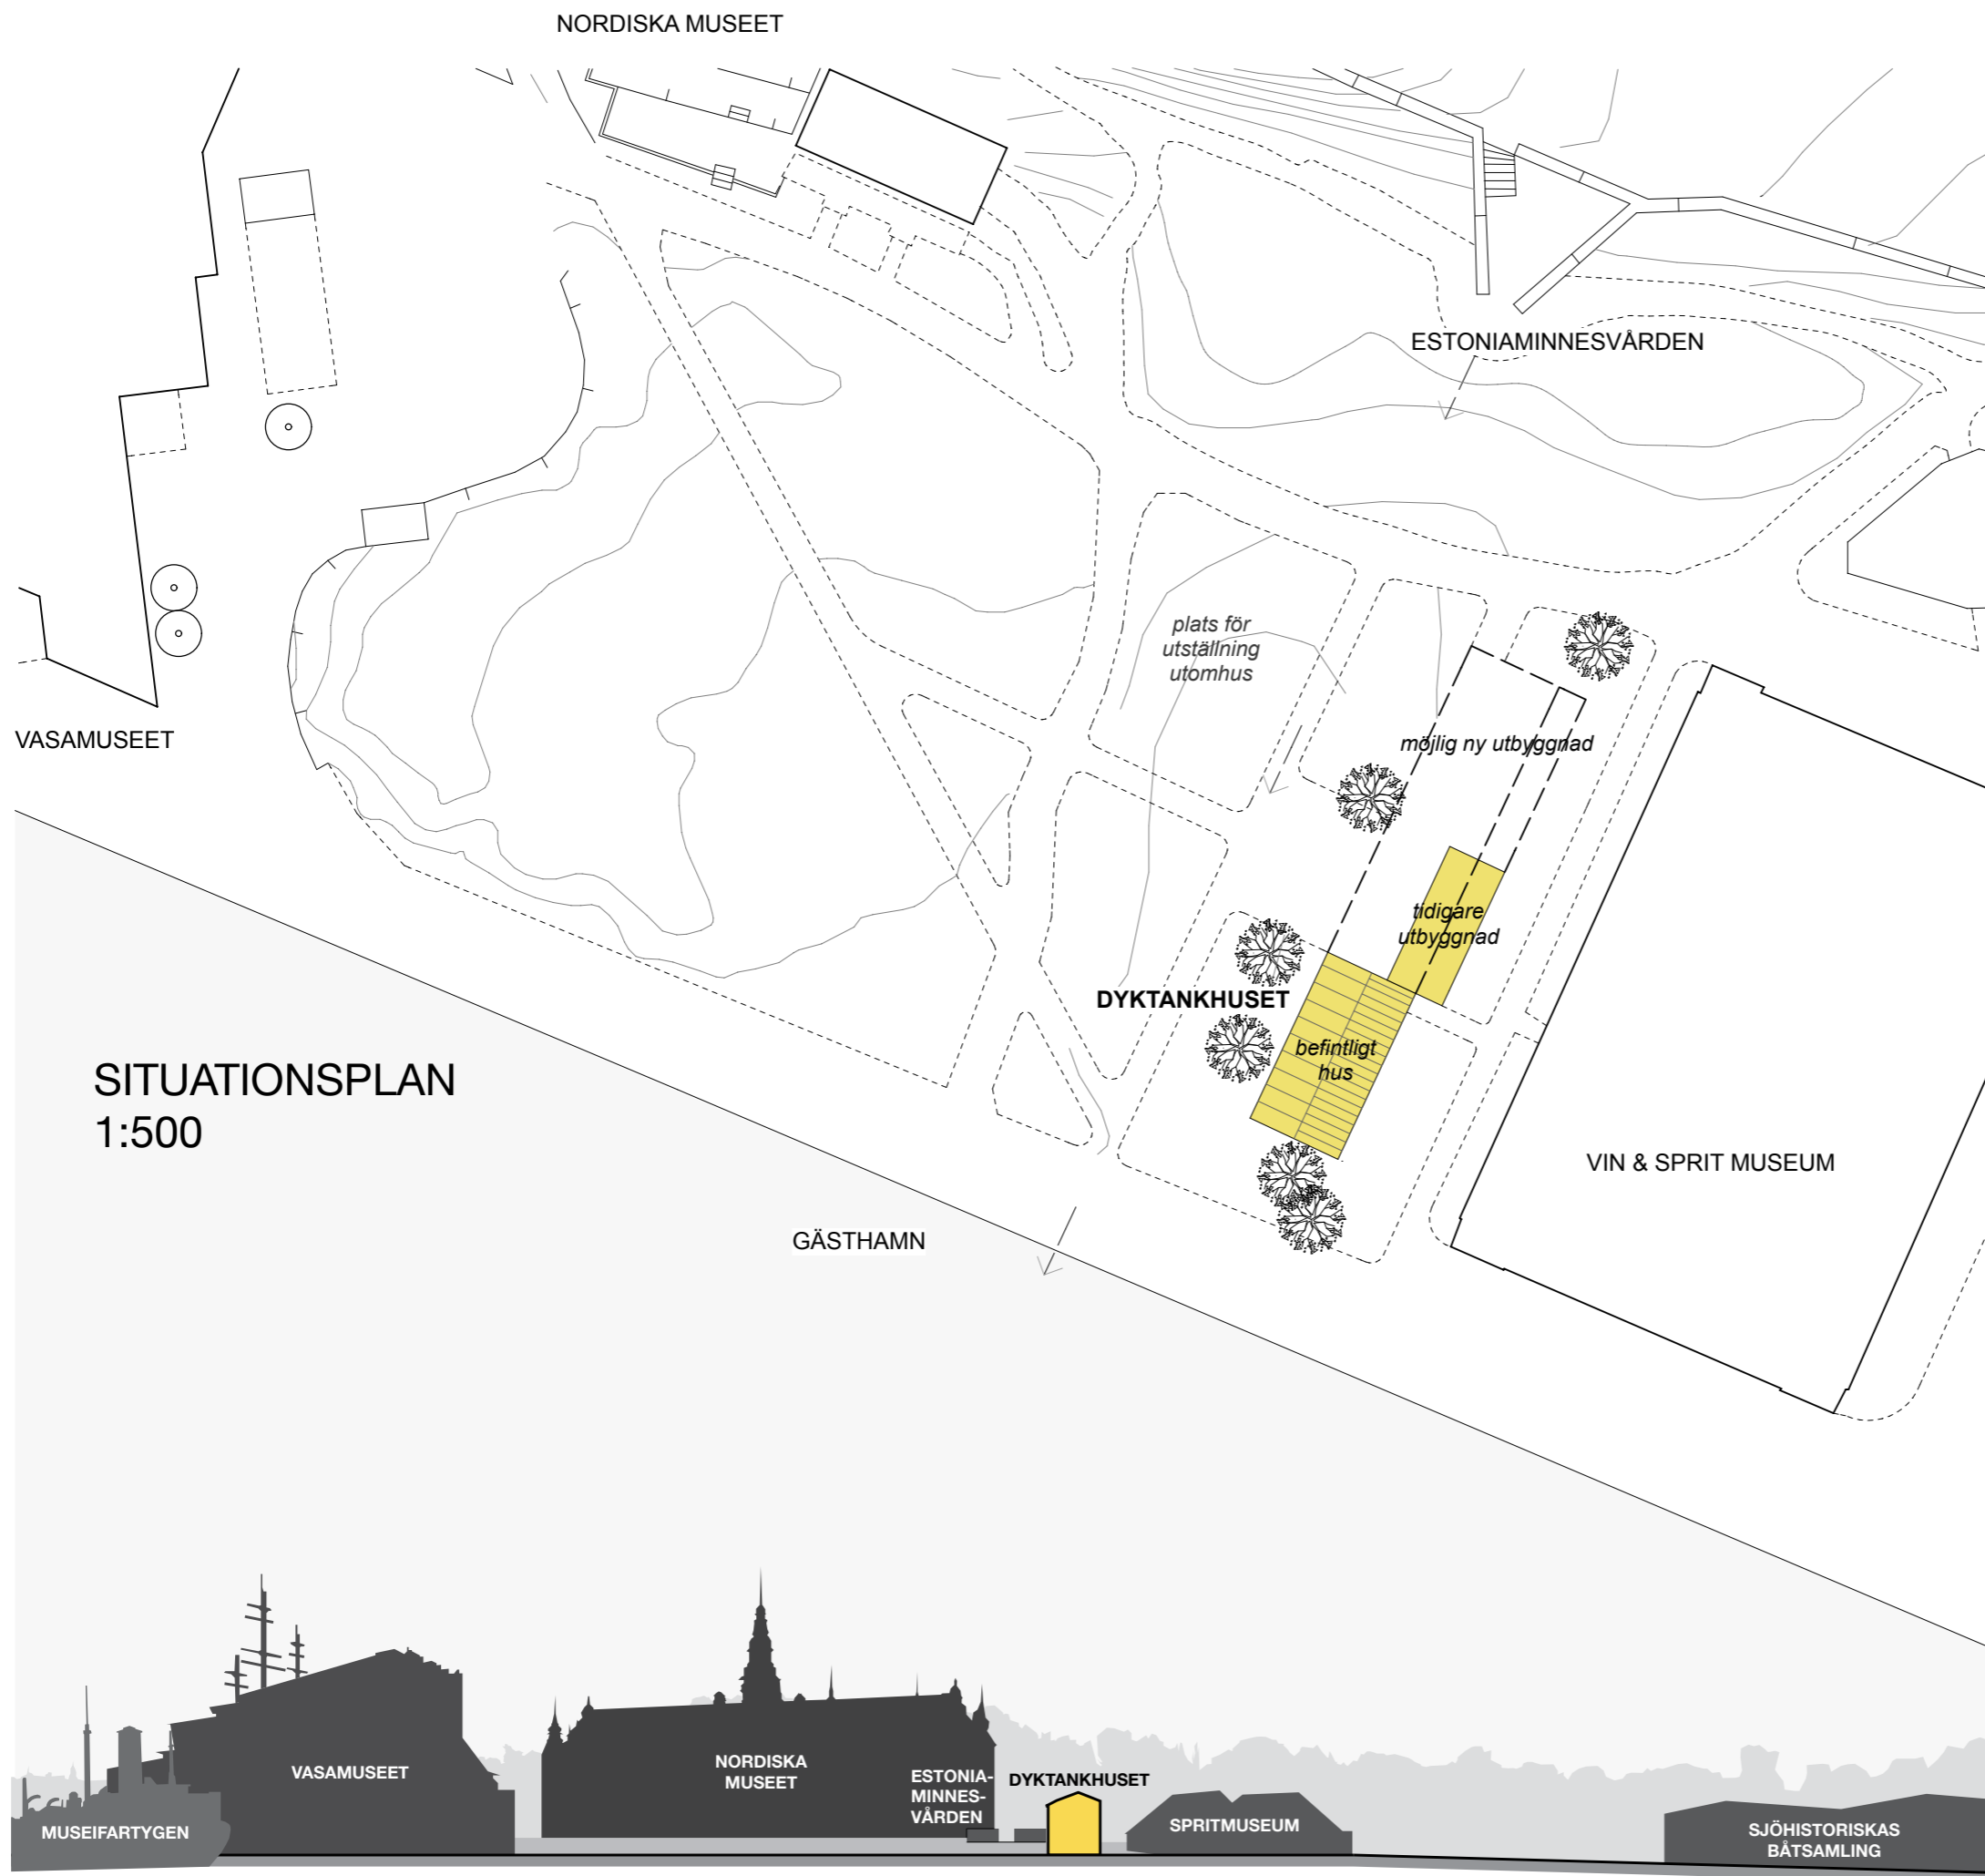 NORDISKA MUSEET
ESTONIAMINNESVÅRDEN
plats för
utställning
utomhus
VASAMUSEET
möjlig ny utbyggnad
tidigare
utbyggnad
DYKTANKHUSET
befintligt
hus
SITUATIONSPLAN
1:500
VIN & SPRIT MUSEUM
GÄSTHAMN
MUSEIFARTYGEN
VASAMUSEET
NORDISKA
MUSEET
ESTONIA-
MINNES-
VÅRDEN
DYKTANKHUSET
SPRITMUSEUM
SJÖHISTORISKAS
BÅTSAMLING